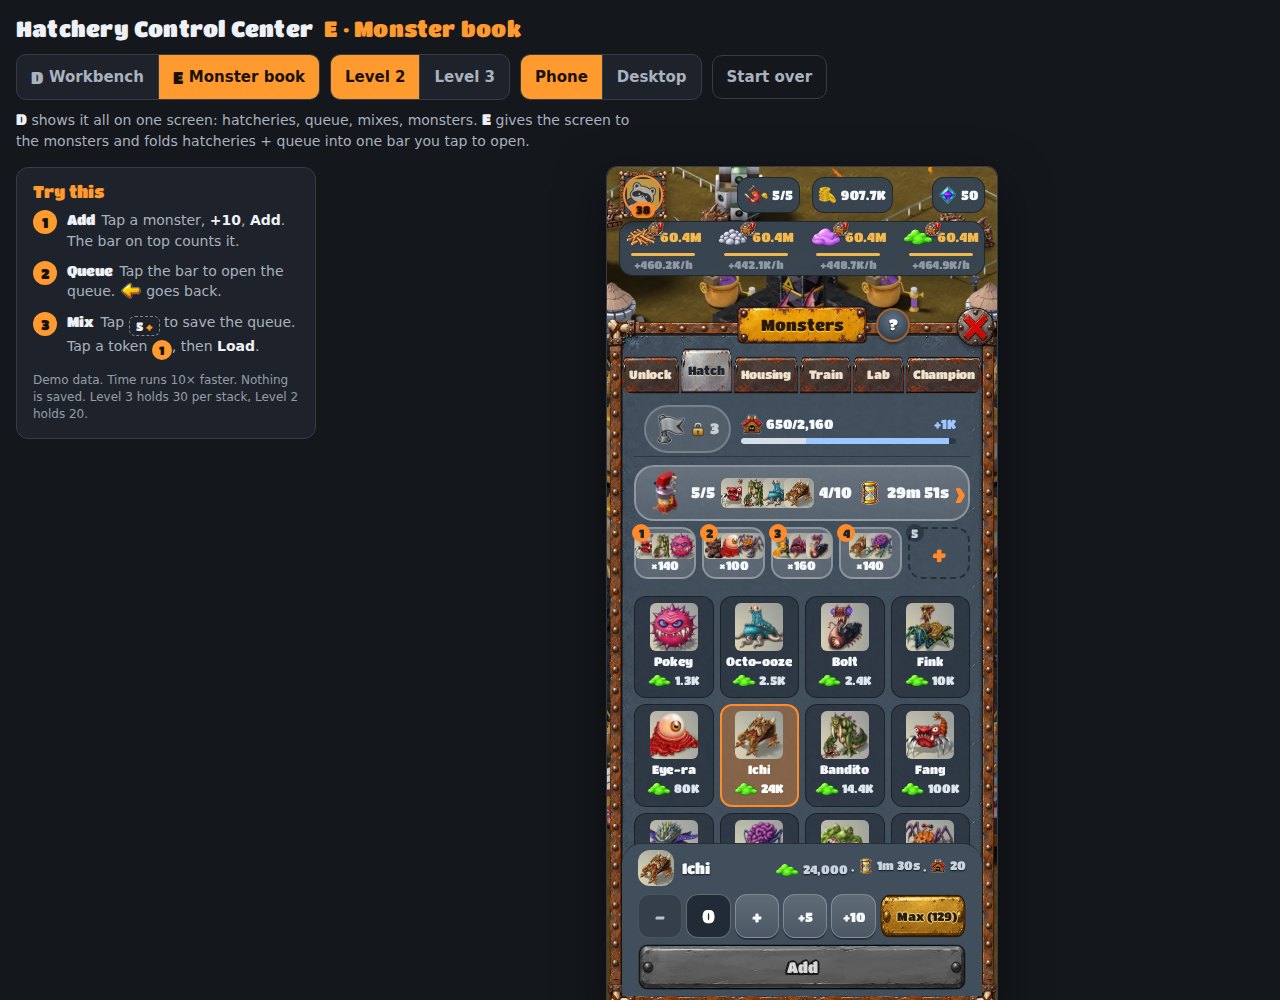 Hatchery Control Center E · Monster book
D Workbench E Monster book Level 2 Level 3 Phone Desktop Start over
D shows it all on one screen: hatcheries, queue, mixes, monsters. E gives the screen to
the monsters and folds hatcheries + queue into one bar you tap to open.
Try this
1 Add Tap a monster, +10, Add.
The bar on top counts it.
2 Queue Tap the bar to open the
queue. goes back.
3 Mix Tap 5+ to save the queue.
Tap a token 1, then Load.
Demo data. Time runs 10× faster. Nothing
is saved. Level 3 holds 30 per stack, Level 2
holds 20.
30 5/5 907.7K 50
60.4M 60.4M 60.4M 60.4M
+460.2K/h +442.1K/h +448.7K/h +464.9K/h
Monsters ?
Unlock Hatch Housing Train Lab Champion
3 650/2,160 +1K
5/5 4/10 29m 51s
1 2 3 4 5
×140 ×100 ×160 ×140 +
Pokey Octo-ooze Bolt Fink
1.3K 2.5K 2.4K 10K
Eye-ra Ichi Bandito Fang
80K 24K 14.4K 100K
Ichi 24,000 · 1m 30s · 20
− 0 + +5 +10 Max (129)
Add